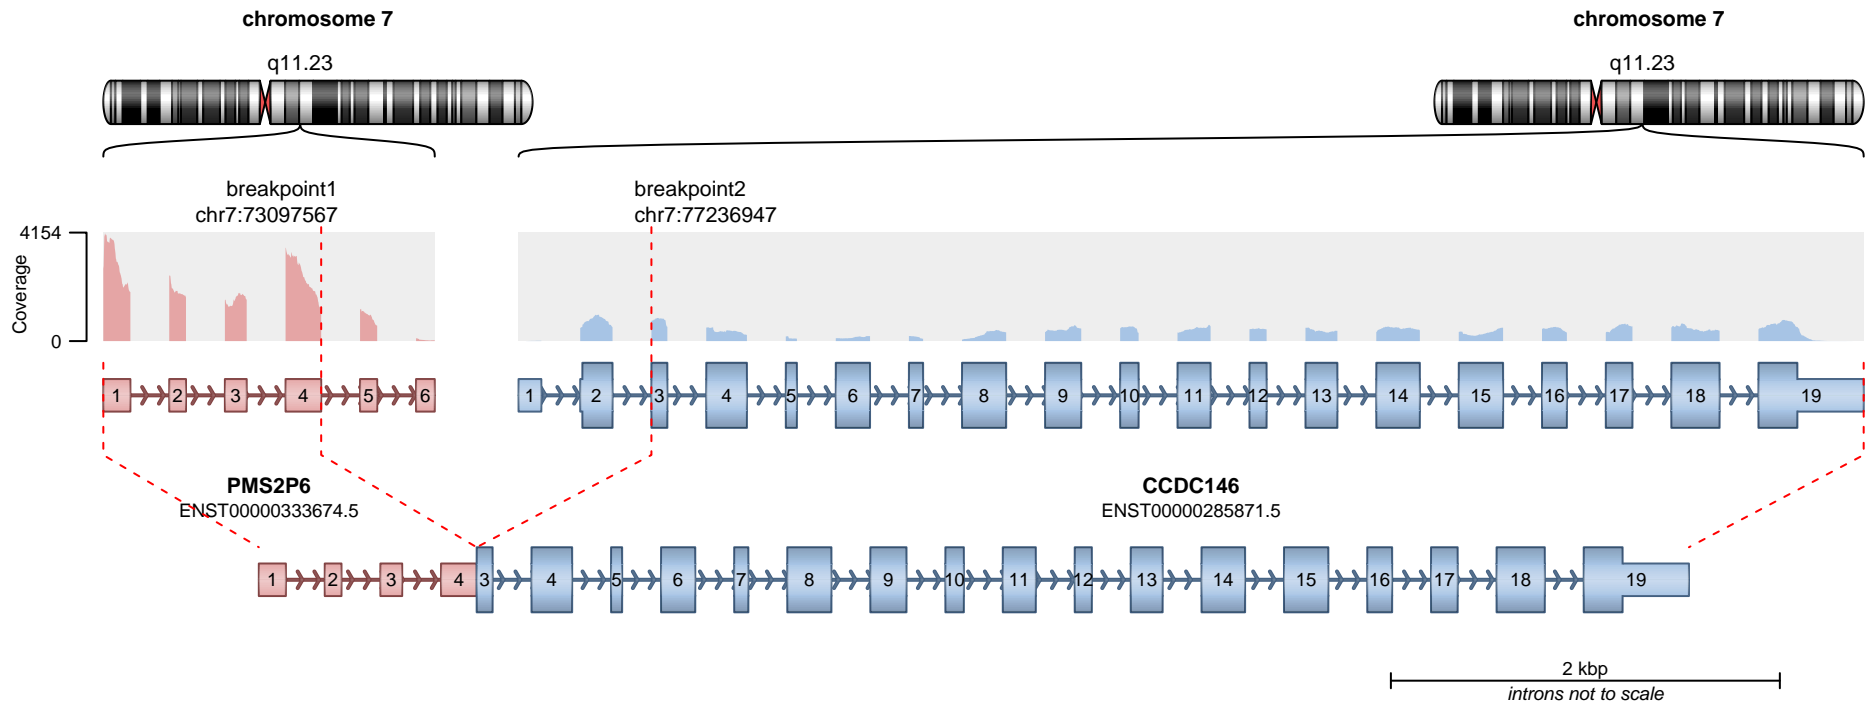 chromosome 7
chromosome 7
q11.23
q11.23
breakpoint1
chr7:73097567
breakpoint2
chr7:77236947
4154
Coverage
0
1 2 3 4 5 6
1 2 3 4 5 6 7 8 9 10 11 12 13 14 15 16 17 18 19
PMS2P6
ENST00000333674.5
CCDC146
ENST00000285871.5
1 2 3 4 3 4 5 6 7 8 9 10 11 12 13 14 15 16 17 18 19
2 kbp
introns not to scale